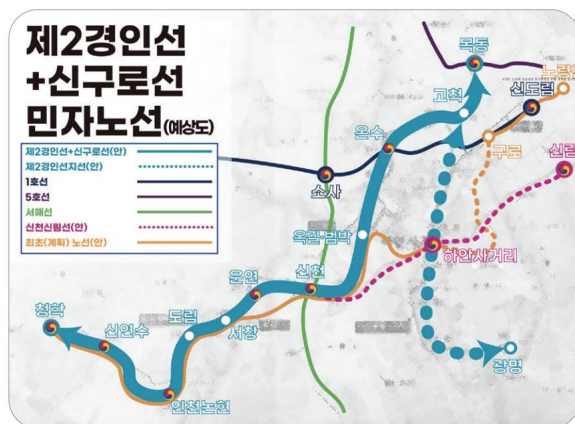 제2경인선
+신구로선
민자노선(예상도)
제2경인선+신구로선(안)
제2경인선지선(안)
1호선
5호선
서해선
신천신림선(안)
최초(계획) 노선(안)
목동
고척
신도림
온수
구로
신림
소사
옥길·범박
하안사거리
신천
운연
도림
서창
청학
신연수
인천논현
광명